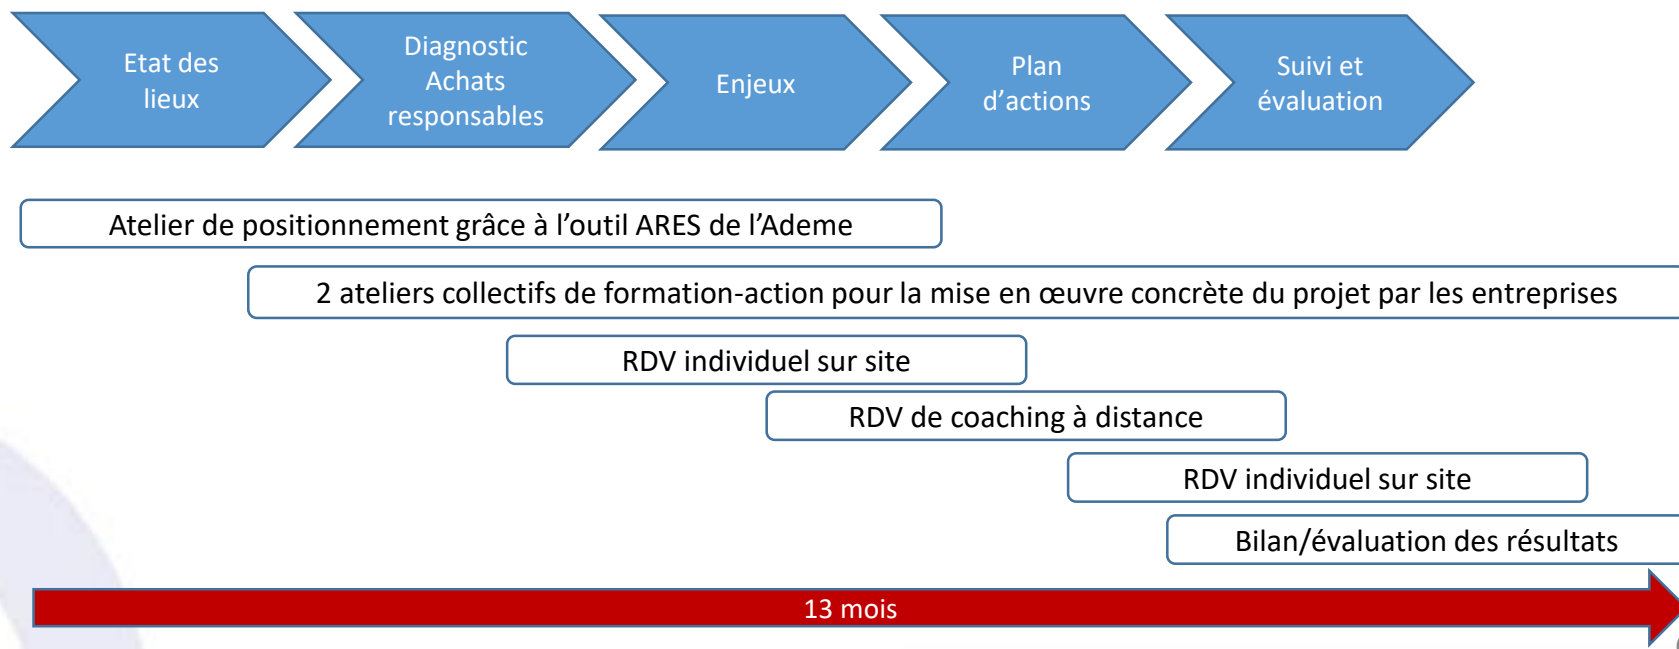 Etat des
lieux
Diagnostic
Achats
responsables
Enjeux
Plan
d’actions
Suivi et
évaluation
Atelier de positionnement grâce à l’outil ARES de l’Ademe
2 ateliers collectifs de formation-action pour la mise en œuvre concrète du projet par les entreprises
RDV individuel sur site
RDV de coaching à distance
RDV individuel sur site
Bilan/évaluation des résultats
13 mois